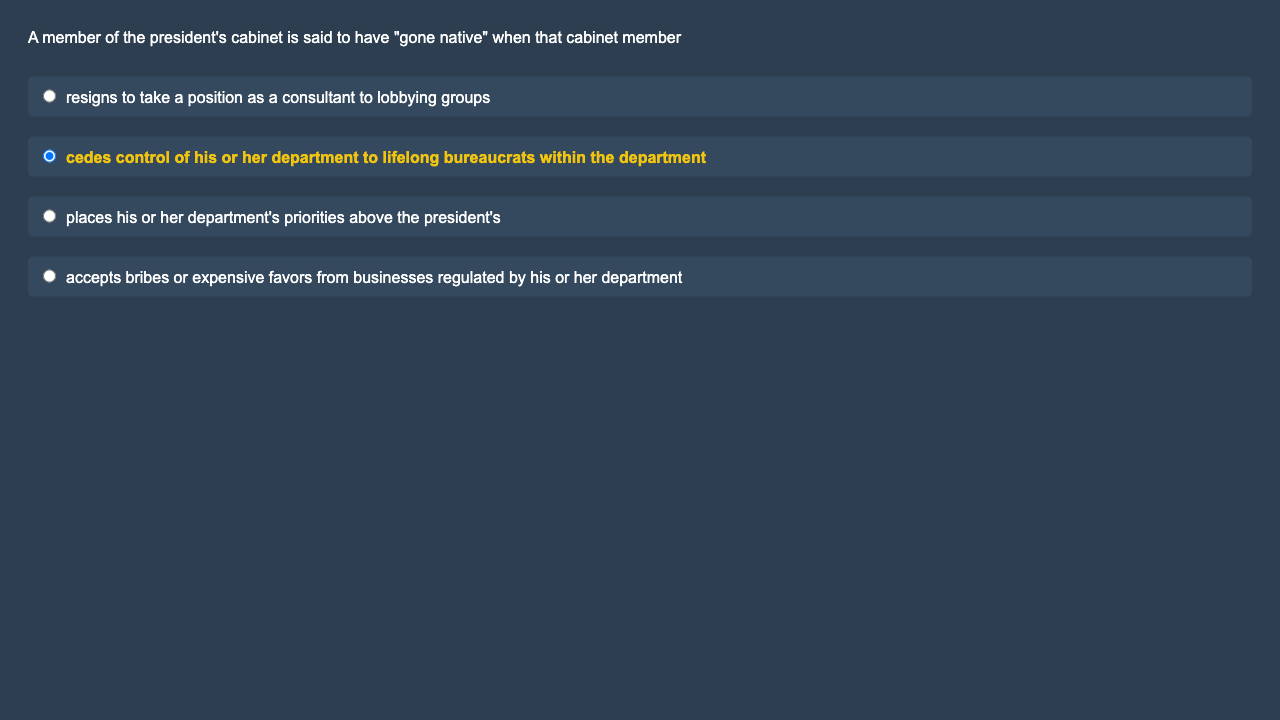 A member of the president's cabinet is said to have "gone native" when that cabinet member
resigns to take a position as a consultant to lobbying groups
cedes control of his or her department to lifelong bureaucrats within the department
places his or her department's priorities above the president's
accepts bribes or expensive favors from businesses regulated by his or her department